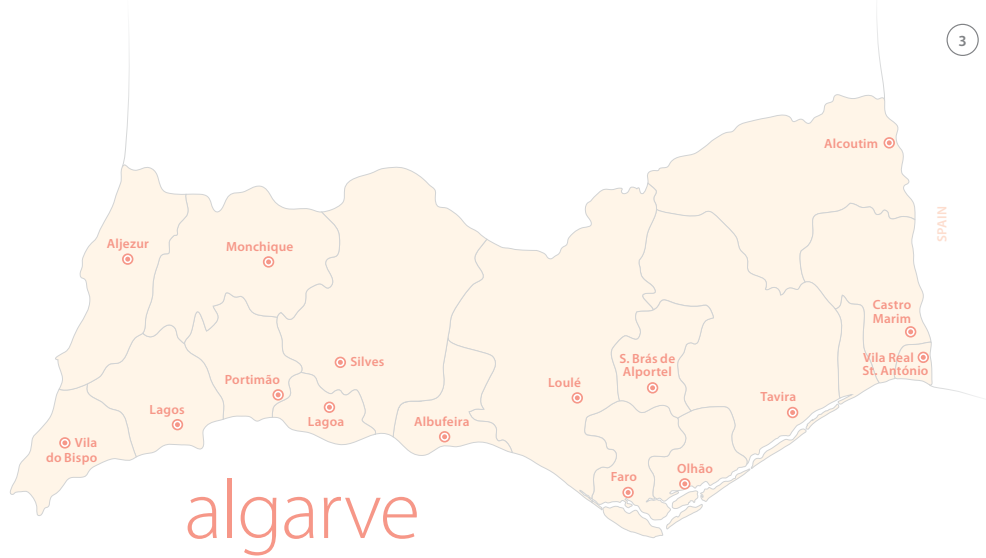 3
Alcoutim
SPAIN
Aljezur
Monchique
Castro
Marim
Silves
Vila Real
St. António
S. Brás de
Alportel
Portimão
Loulé
Tavira
Lagos
Lagoa
Albufeira
Vila
do Bispo
Faro
Olhão
algarve